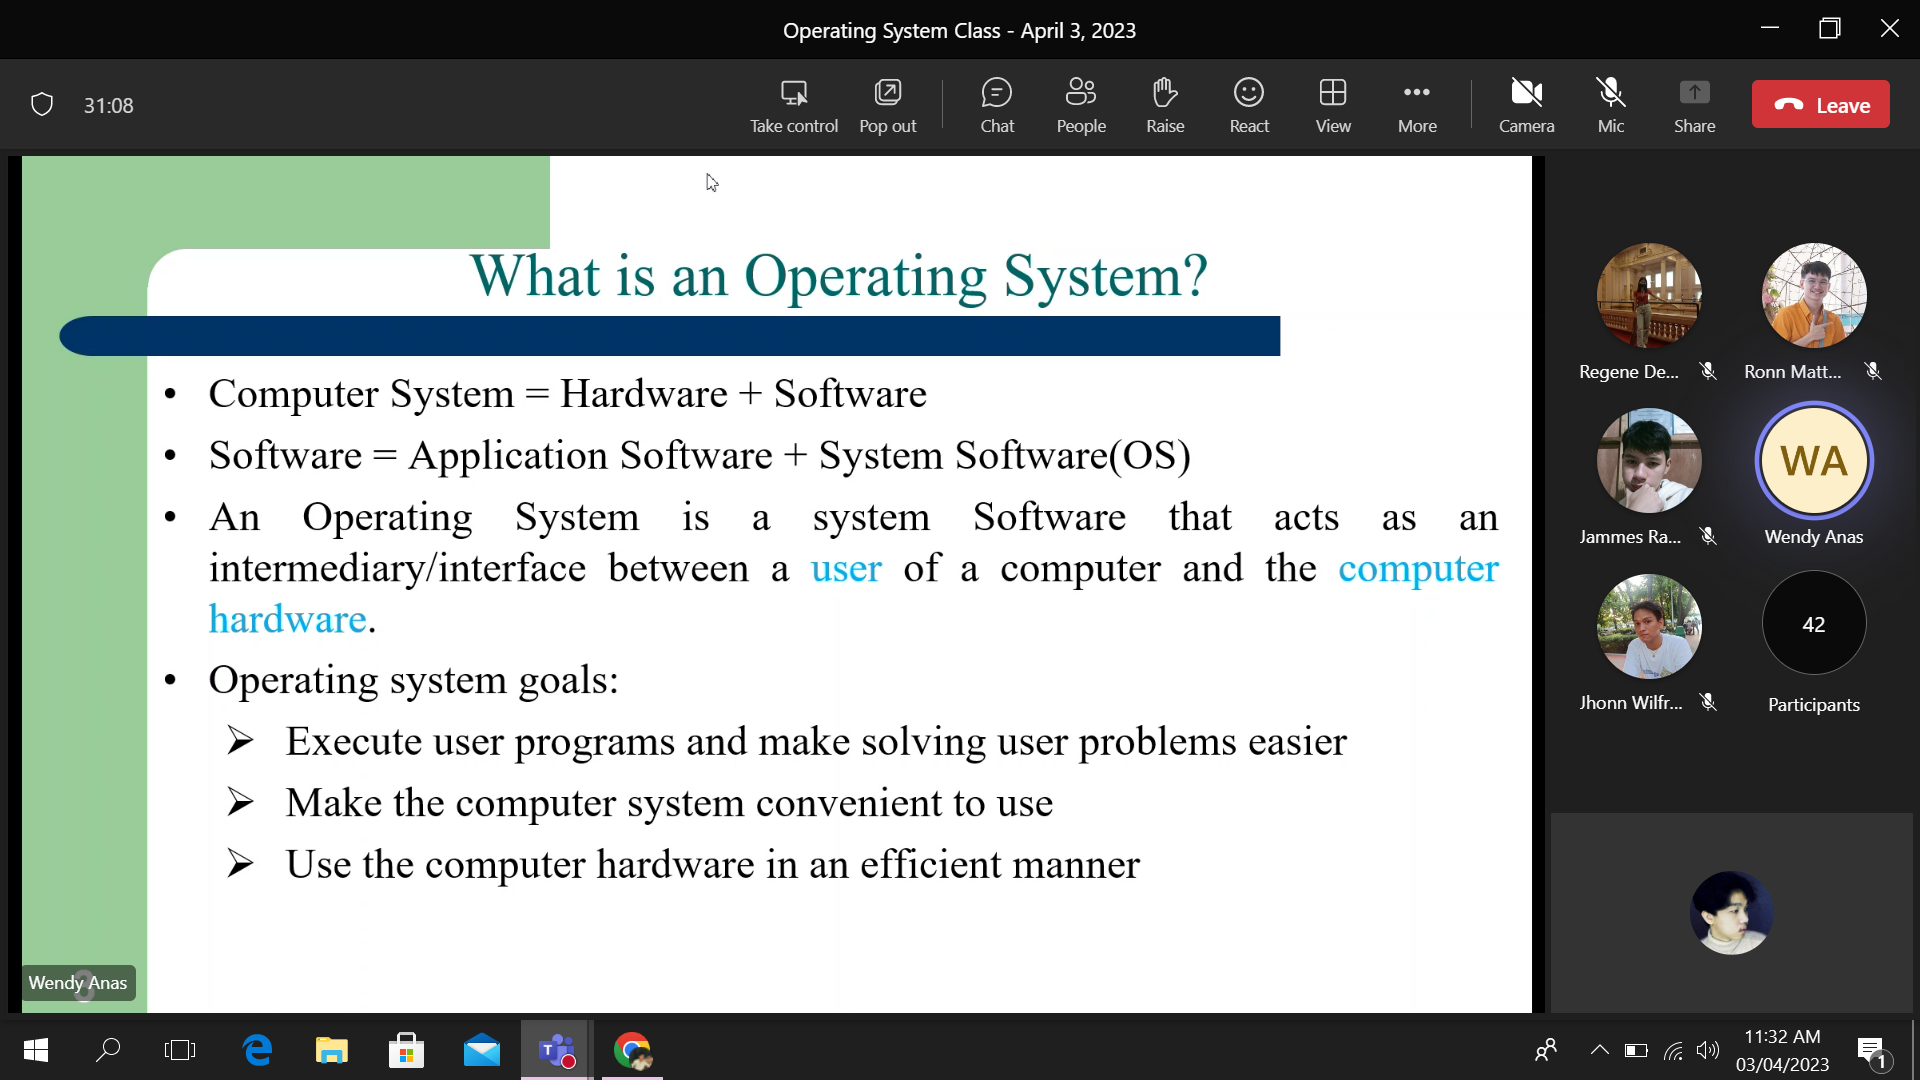 Operating System Class - April 3, 2023
31:08
Take control
Pop out
Chat
People
Raise
React
View
More
Camera
Mic
Share
Leave
What is an Operating System?
• Computer System = Hardware + Software
• Software = Application Software + System Software(OS)
• An Operating System is a system Software that acts as an
intermediary/interface between a user of a computer and the computer
hardware.
• Operating system goals:
➢ Execute user programs and make solving user problems easier
➢ Make the computer system convenient to use
➢ Use the computer hardware in an efficient manner
3
Wendy Anas
Regene De...
Ronn Matt...
Jammes Ra...
WA
Wendy Anas
Jhonn Wilfr...
42
Participants
T
11:32 AM
03/04/2023
1